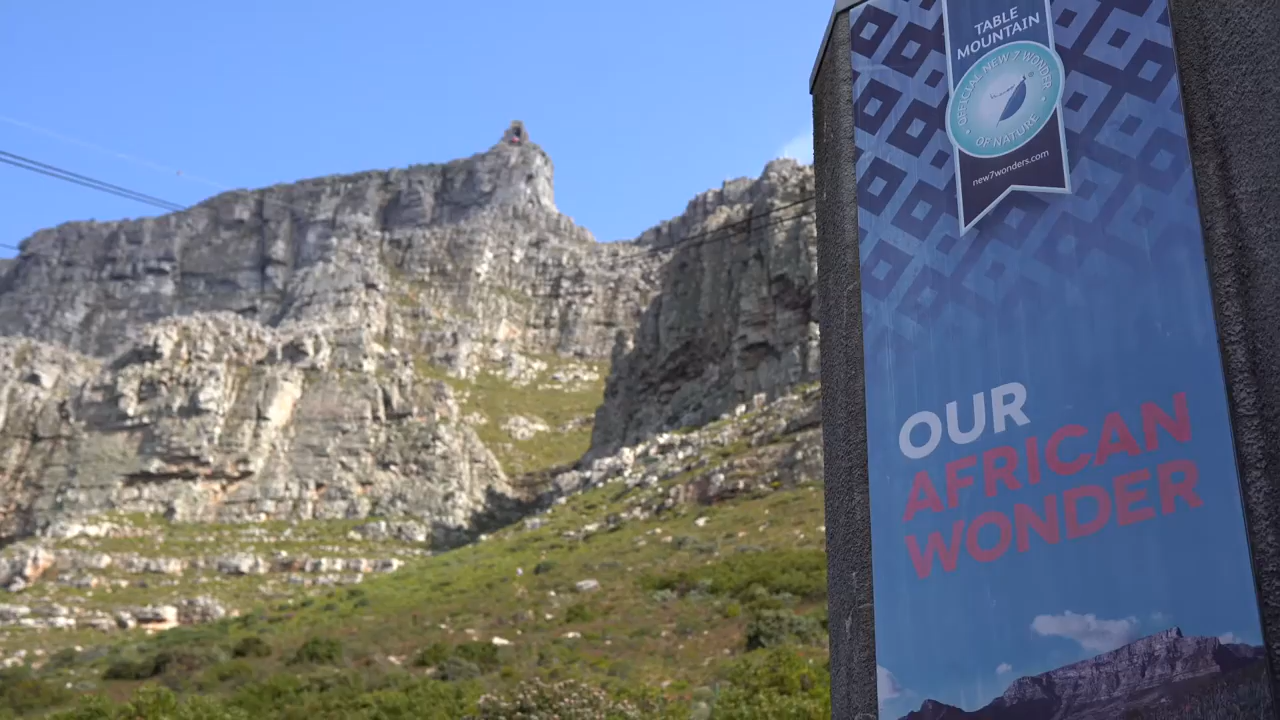 TABLE
MOUNTAIN
OFFICIAL NEW 7 WONDER
OF NATURE
new7wonders.com
OUR
AFRICAN
WONDER